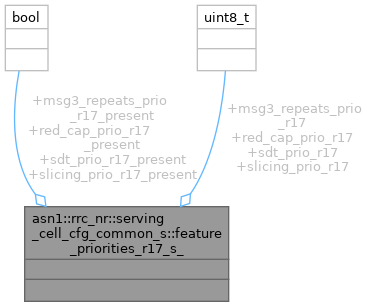 bool
uint8_t
+msg3_repeats_prio
_r17_present
+red_cap_prio_r17
_present
+sdt_prio_r17_present
+slicing_prio_r17_present
+msg3_repeats_prio
_r17
+red_cap_prio_r17
+sdt_prio_r17
+slicing_prio_r17
asn1::rrc_nr::serving
_cell_cfg_common_s::feature
_priorities_r17_s_